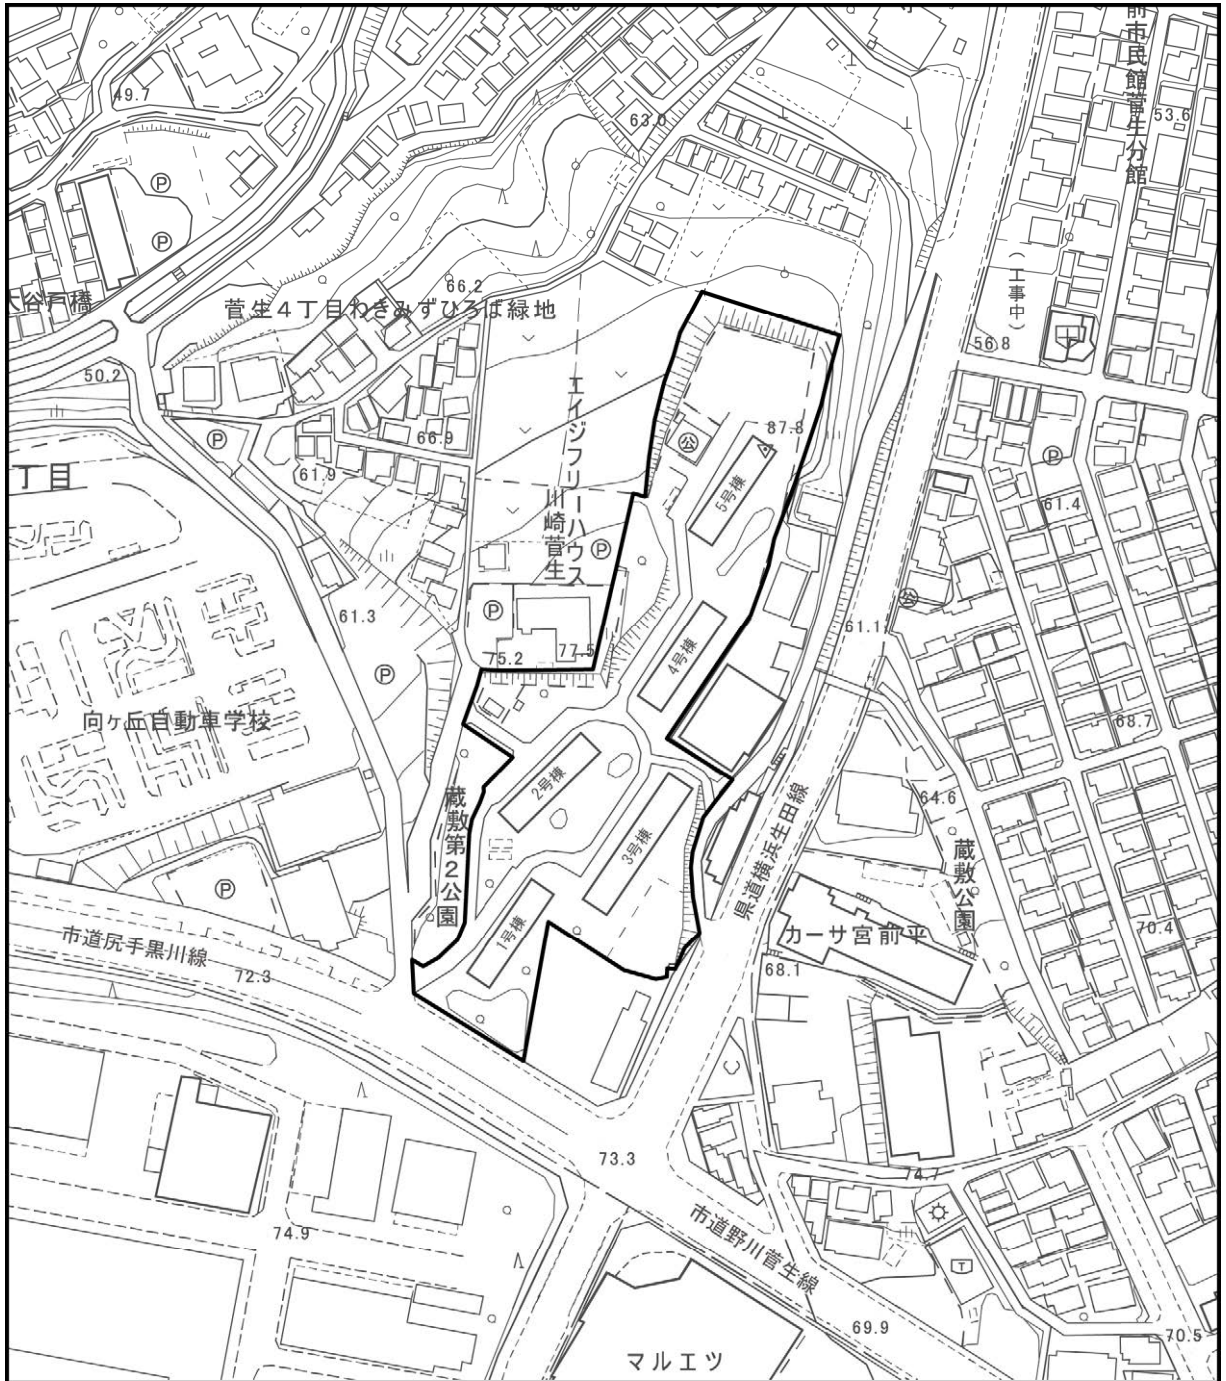 前市民館菅生分館
49.7
63.0
53.6
Ⓟ
Ⓟ
大谷戸橋
66.2
菅生4丁目わきみずひろば緑地
（工事中）
56.8
50.2
エイジフリーハウス
川崎菅生
66.9
Ⓟ
61.9
87.8
公
5号棟
Ⓟ
61.4
丁目
Ⓟ
61.3
Ⓟ
公
61.1
75.2
77.5
4号棟
Ⓟ
68.7
向ヶ丘自動車学校
2号棟
3号棟
64.6
蔵敷第2公園
県道横浜生田線
蔵敷公園
Ⓟ
1号棟
カーサ宮前平
70.4
市道尻手黒川線
72.3
68.1
73.3
74.7
74.9
市道野川菅生線
T
69.9
70.5
マルエツ